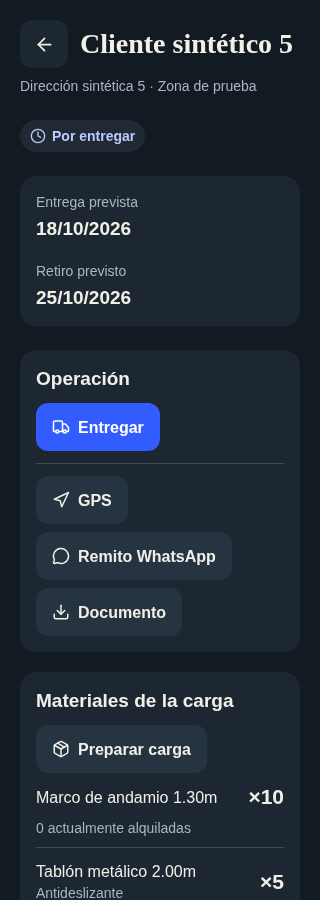 Cliente sintético 5
Dirección sintética 5 · Zona de prueba
Por entregar
Entrega prevista
18/10/2026
Retiro previsto
25/10/2026
Operación
Entregar
GPS
Remito WhatsApp
Documento
Materiales de la carga
Preparar carga
Marco de andamio 1.30m ×10
0 actualmente alquiladas
Tablón metálico 2.00m ×5
Antideslizante